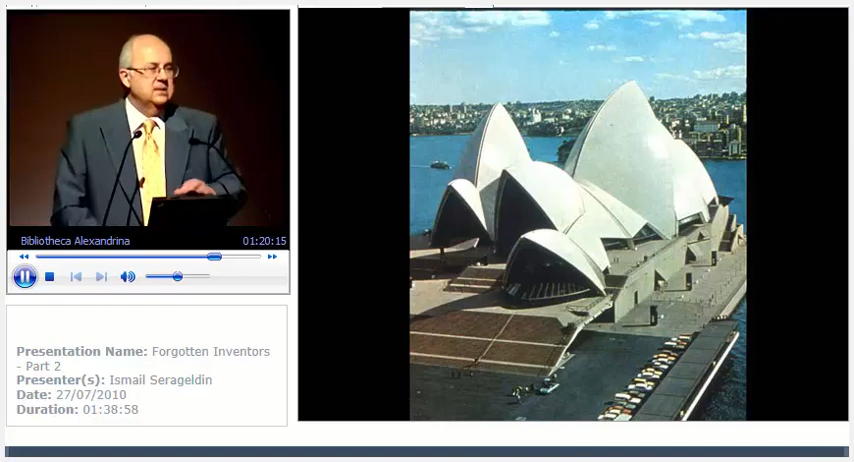 Bibliotheca Alexandrina 01:20:15
Presentation Name: Forgotten Inventors
- Part 2
Presenter(s): Ismail Serageldin
Date: 27/07/2010
Duration: 01:38:58